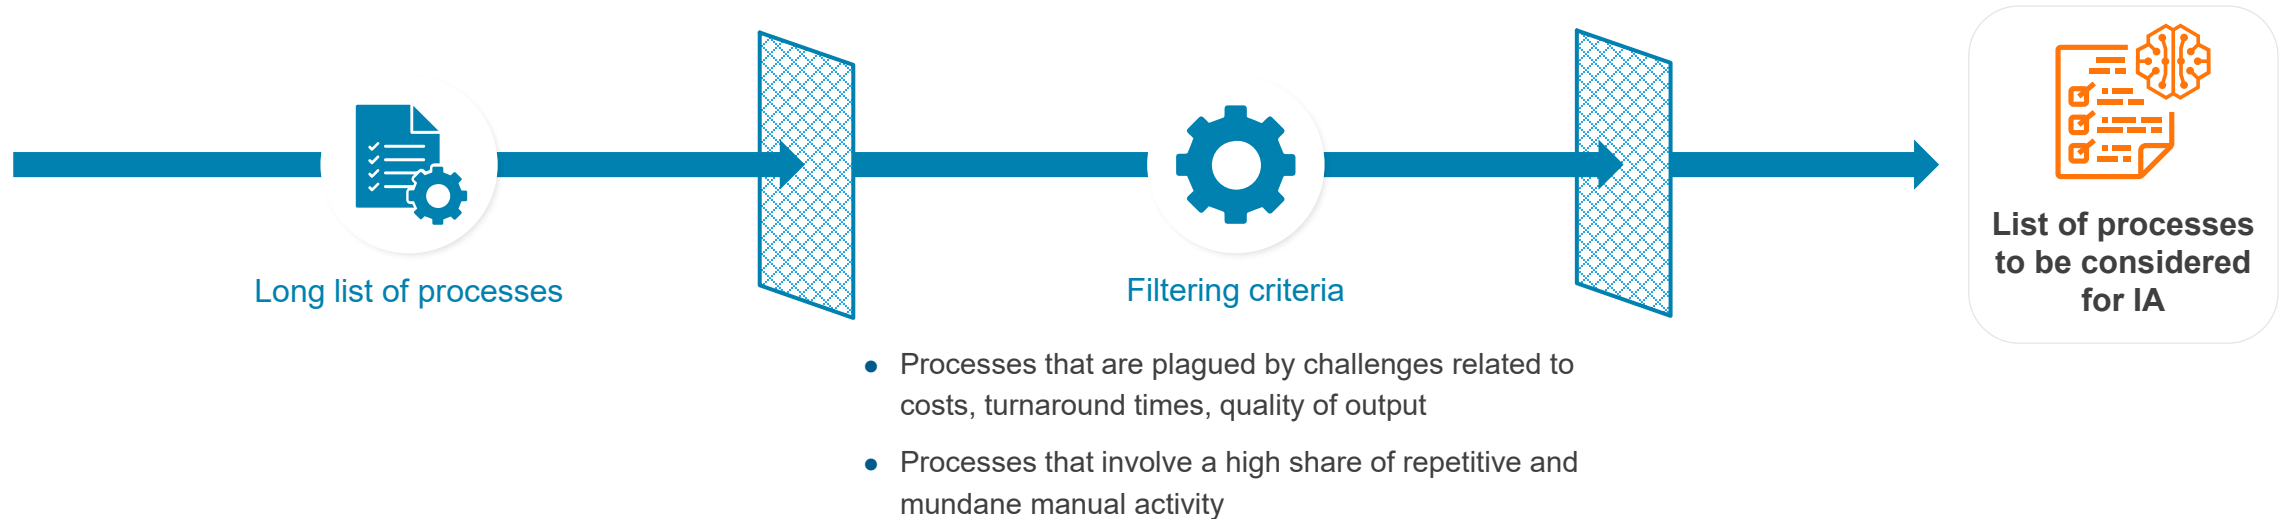 Long list of processes
Filtering criteria
● Processes that are plagued by challenges related to
costs, turnaround times, quality of output
● Processes that involve a high share of repetitive and
mundane manual activity
List of processes
to be considered
for IA